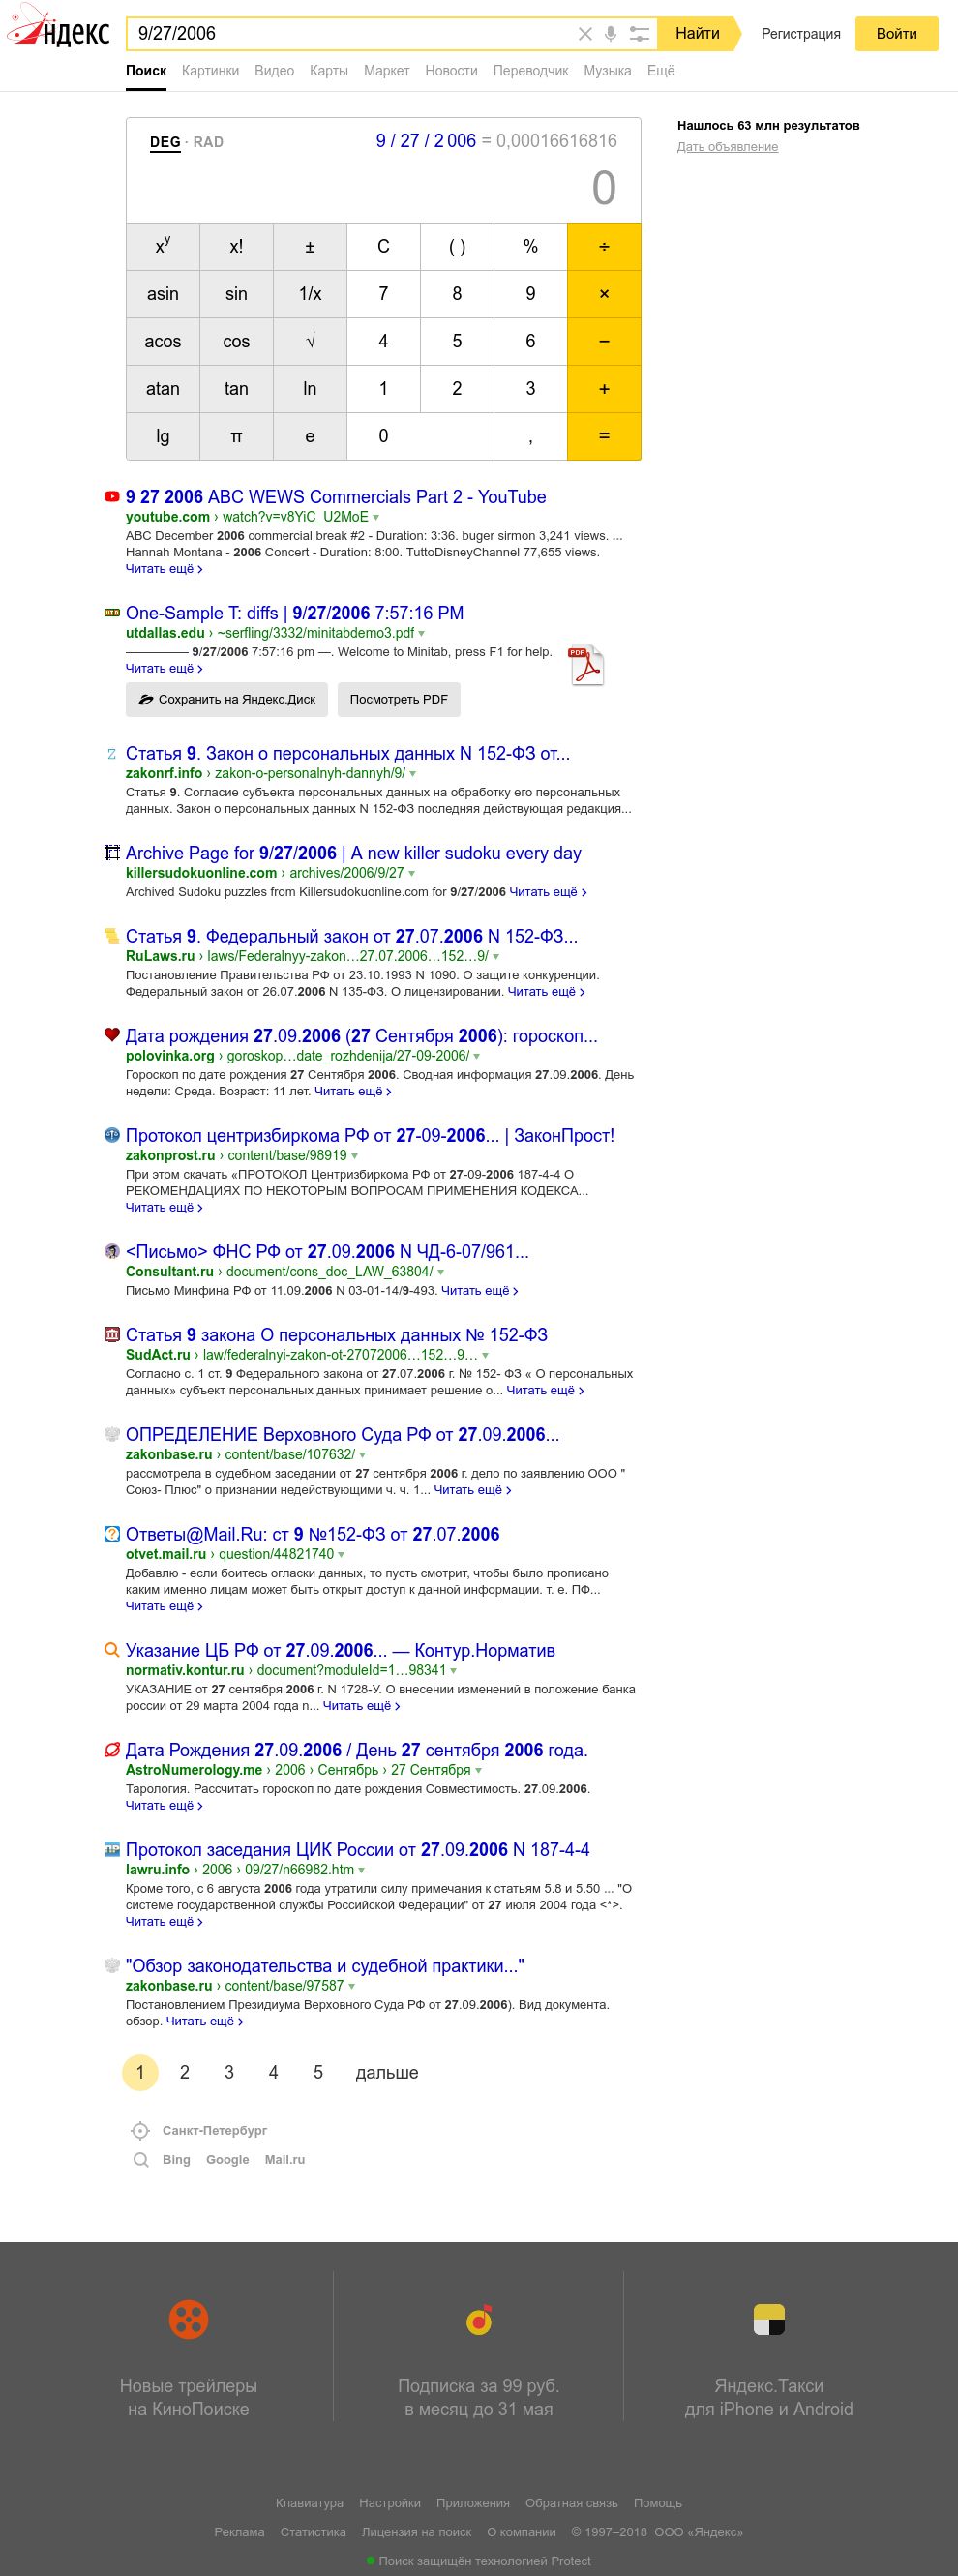 Яндекс
9/27/2006
Найти
Регистрация
Войти
Поиск Картинки Видео Карты Маркет Новости Переводчик Музыка Ещё
DEG · RAD
9 / 27 / 2 006 = 0,00016616816
0
xʸ x! ± C ( ) % ÷
asin sin 1/x 7 8 9 ×
acos cos √ 4 5 6 −
atan tan ln 1 2 3 +
lg π e 0 , =
Нашлось 63 млн результатов
Дать объявление
9 27 2006 ABC WEWS Commercials Part 2 - YouTube
youtube.com › watch?v=v8YiC_U2MoE
ABC December 2006 commercial break #2 - Duration: 3:36. buger sirmon 3,241 views. ...
Hannah Montana - 2006 Concert - Duration: 8:00. TuttoDisneyChannel 77,655 views.
Читать ещё ›
One-Sample T: diffs | 9/27/2006 7:57:16 PM
utdallas.edu › ~serfling/3332/minitabdemo3.pdf
————— 9/27/2006 7:57:16 pm —. Welcome to Minitab, press F1 for help.
Читать ещё ›
PDF
Сохранить на Яндекс.Диск
Посмотреть PDF
Статья 9. Закон о персональных данных N 152-ФЗ от...
zakonrf.info › zakon-o-personalnyh-dannyh/9/
Статья 9. Согласие субъекта персональных данных на обработку его персональных
данных. Закон о персональных данных N 152-ФЗ последняя действующая редакция...
Archive Page for 9/27/2006 | A new killer sudoku every day
killersudokuonline.com › archives/2006/9/27
Archived Sudoku puzzles from Killersudokuonline.com for 9/27/2006 Читать ещё ›
Статья 9. Федеральный закон от 27.07.2006 N 152-ФЗ...
RuLaws.ru › laws/Federalnyy-zakon…27.07.2006…152…9/
Постановление Правительства РФ от 23.10.1993 N 1090. О защите конкуренции.
Федеральный закон от 26.07.2006 N 135-ФЗ. О лицензировании. Читать ещё ›
Дата рождения 27.09.2006 (27 Сентября 2006): гороскоп...
polovinka.org › goroskop…date_rozhdenija/27-09-2006/
Гороскоп по дате рождения 27 Сентября 2006. Сводная информация 27.09.2006. День
недели: Среда. Возраст: 11 лет. Читать ещё ›
Протокол центризбиркома РФ от 27-09-2006... | ЗаконПрост!
zakonprost.ru › content/base/98919
При этом скачать «ПРОТОКОЛ Центризбиркома РФ от 27-09-2006 187-4-4 О
РЕКОМЕНДАЦИЯХ ПО НЕКОТОРЫМ ВОПРОСАМ ПРИМЕНЕНИЯ КОДЕКСА...
Читать ещё ›
<Письмо> ФНС РФ от 27.09.2006 N ЧД-6-07/961...
Consultant.ru › document/cons_doc_LAW_63804/
Письмо Минфина РФ от 11.09.2006 N 03-01-14/9-493. Читать ещё ›
Статья 9 закона О персональных данных № 152-ФЗ
SudAct.ru › law/federalnyi-zakon-ot-27072006…152…9…
Согласно с. 1 ст. 9 Федерального закона от 27.07.2006 г. № 152- ФЗ « О персональных
данных» субъект персональных данных принимает решение о... Читать ещё ›
ОПРЕДЕЛЕНИЕ Верховного Суда РФ от 27.09.2006...
zakonbase.ru › content/base/107632/
рассмотрела в судебном заседании от 27 сентября 2006 г. дело по заявлению ООО "
Союз- Плюс" о признании недействующими ч. ч. 1... Читать ещё ›
Ответы@Mail.Ru: ст 9 №152-ФЗ от 27.07.2006
otvet.mail.ru › question/44821740
Добавлю - если боитесь огласки данных, то пусть смотрит, чтобы было прописано
каким именно лицам может быть открыт доступ к данной информации. т. е. ПФ...
Читать ещё ›
Указание ЦБ РФ от 27.09.2006... — Контур.Норматив
normativ.kontur.ru › document?moduleId=1…98341
УКАЗАНИЕ от 27 сентября 2006 г. N 1728-У. О внесении изменений в положение банка
россии от 29 марта 2004 года n... Читать ещё ›
Дата Рождения 27.09.2006 / День 27 сентября 2006 года.
AstroNumerology.me › 2006 › Сентябрь › 27 Сентября
Тарология. Рассчитать гороскоп по дате рождения Совместимость. 27.09.2006.
Читать ещё ›
Протокол заседания ЦИК России от 27.09.2006 N 187-4-4
lawru.info › 2006 › 09/27/n66982.htm
Кроме того, с 6 августа 2006 года утратили силу примечания к статьям 5.8 и 5.50 ... "О
системе государственной службы Российской Федерации" от 27 июля 2004 года <*>.
Читать ещё ›
"Обзор законодательства и судебной практики..."
zakonbase.ru › content/base/97587
Постановлением Президиума Верховного Суда РФ от 27.09.2006). Вид документа.
обзор. Читать ещё ›
1 2 3 4 5 дальше
Санкт-Петербург
Bing Google Mail.ru
Новые трейлеры
на КиноПоиске
Подписка за 99 руб.
в месяц до 31 мая
Яндекс.Такси
для iPhone и Android
Клавиатура Настройки Приложения Обратная связь Помощь
Реклама Статистика Лицензия на поиск О компании © 1997–2018 ООО «Яндекс»
Поиск защищён технологией Protect